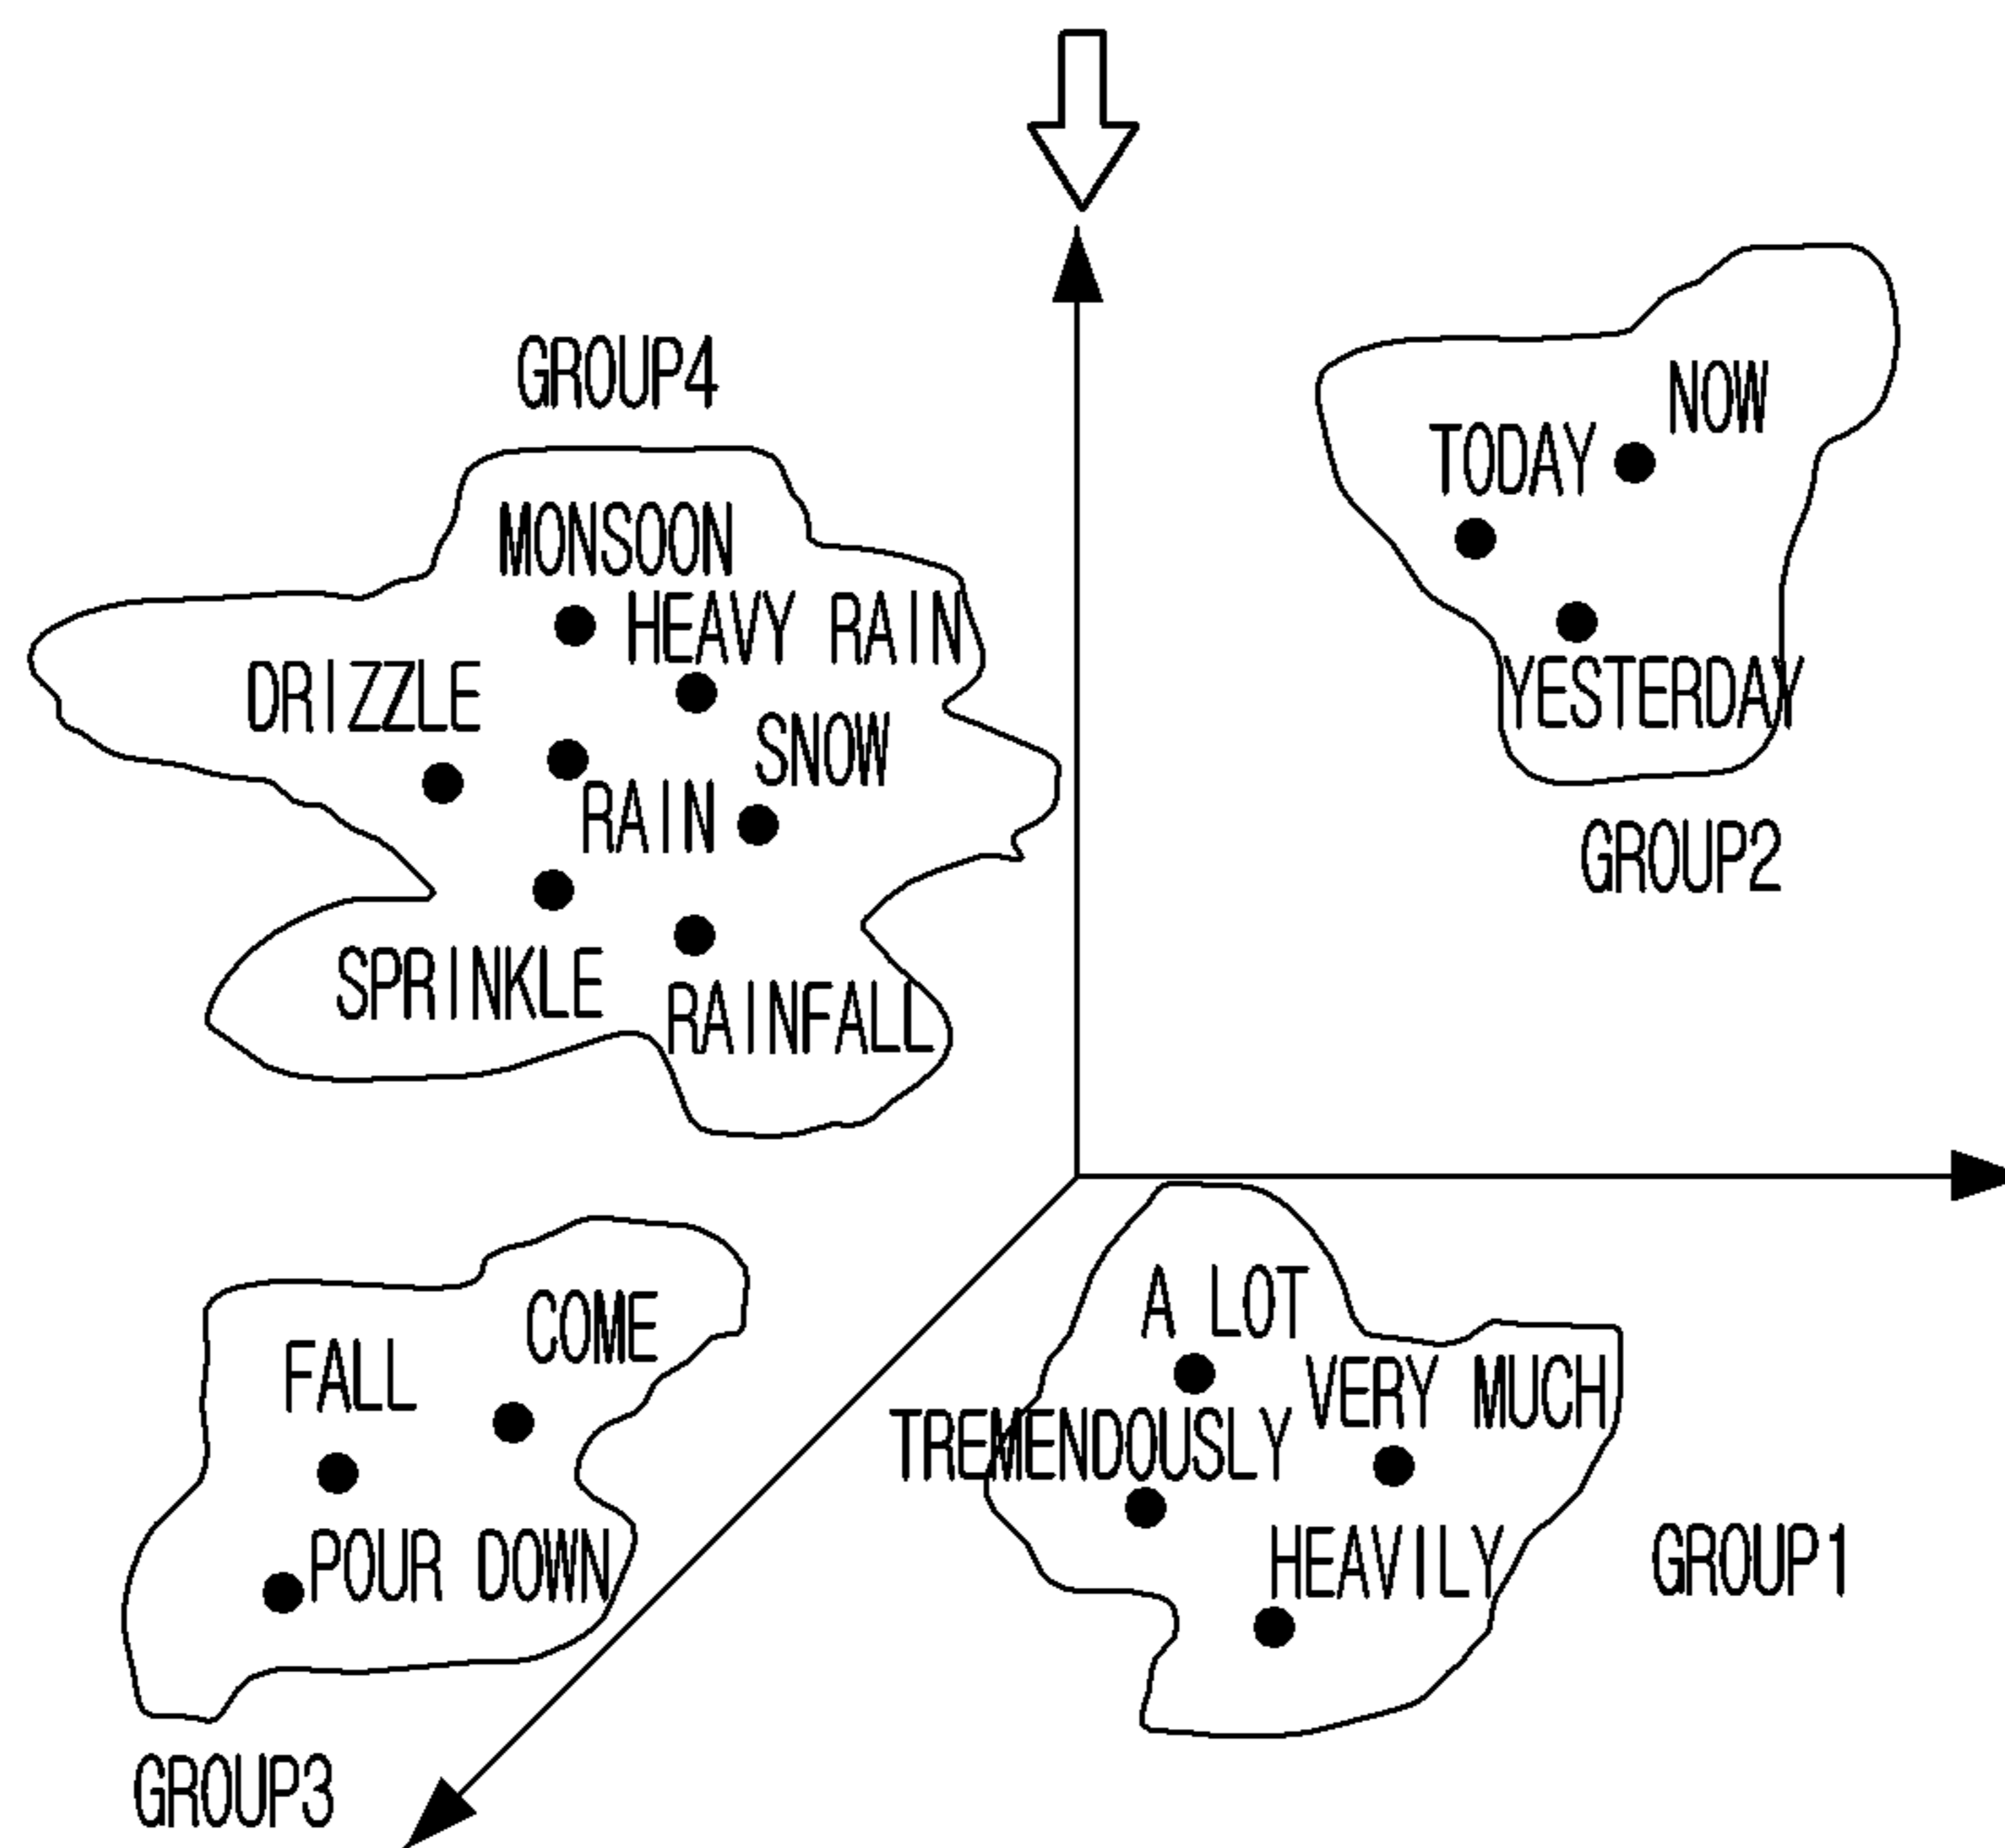 GROUP4
MONSOON
HEAVY RAIN
DRIZZLE
SNOW
RAIN
SPRINKLE
RAINFALL
NOW
TODAY
YESTERDAY
GROUP2
COME
FALL
POUR DOWN
GROUP3
A LOT
VERY MUCH
TREMENDOUSLY
HEAVILY
GROUP1